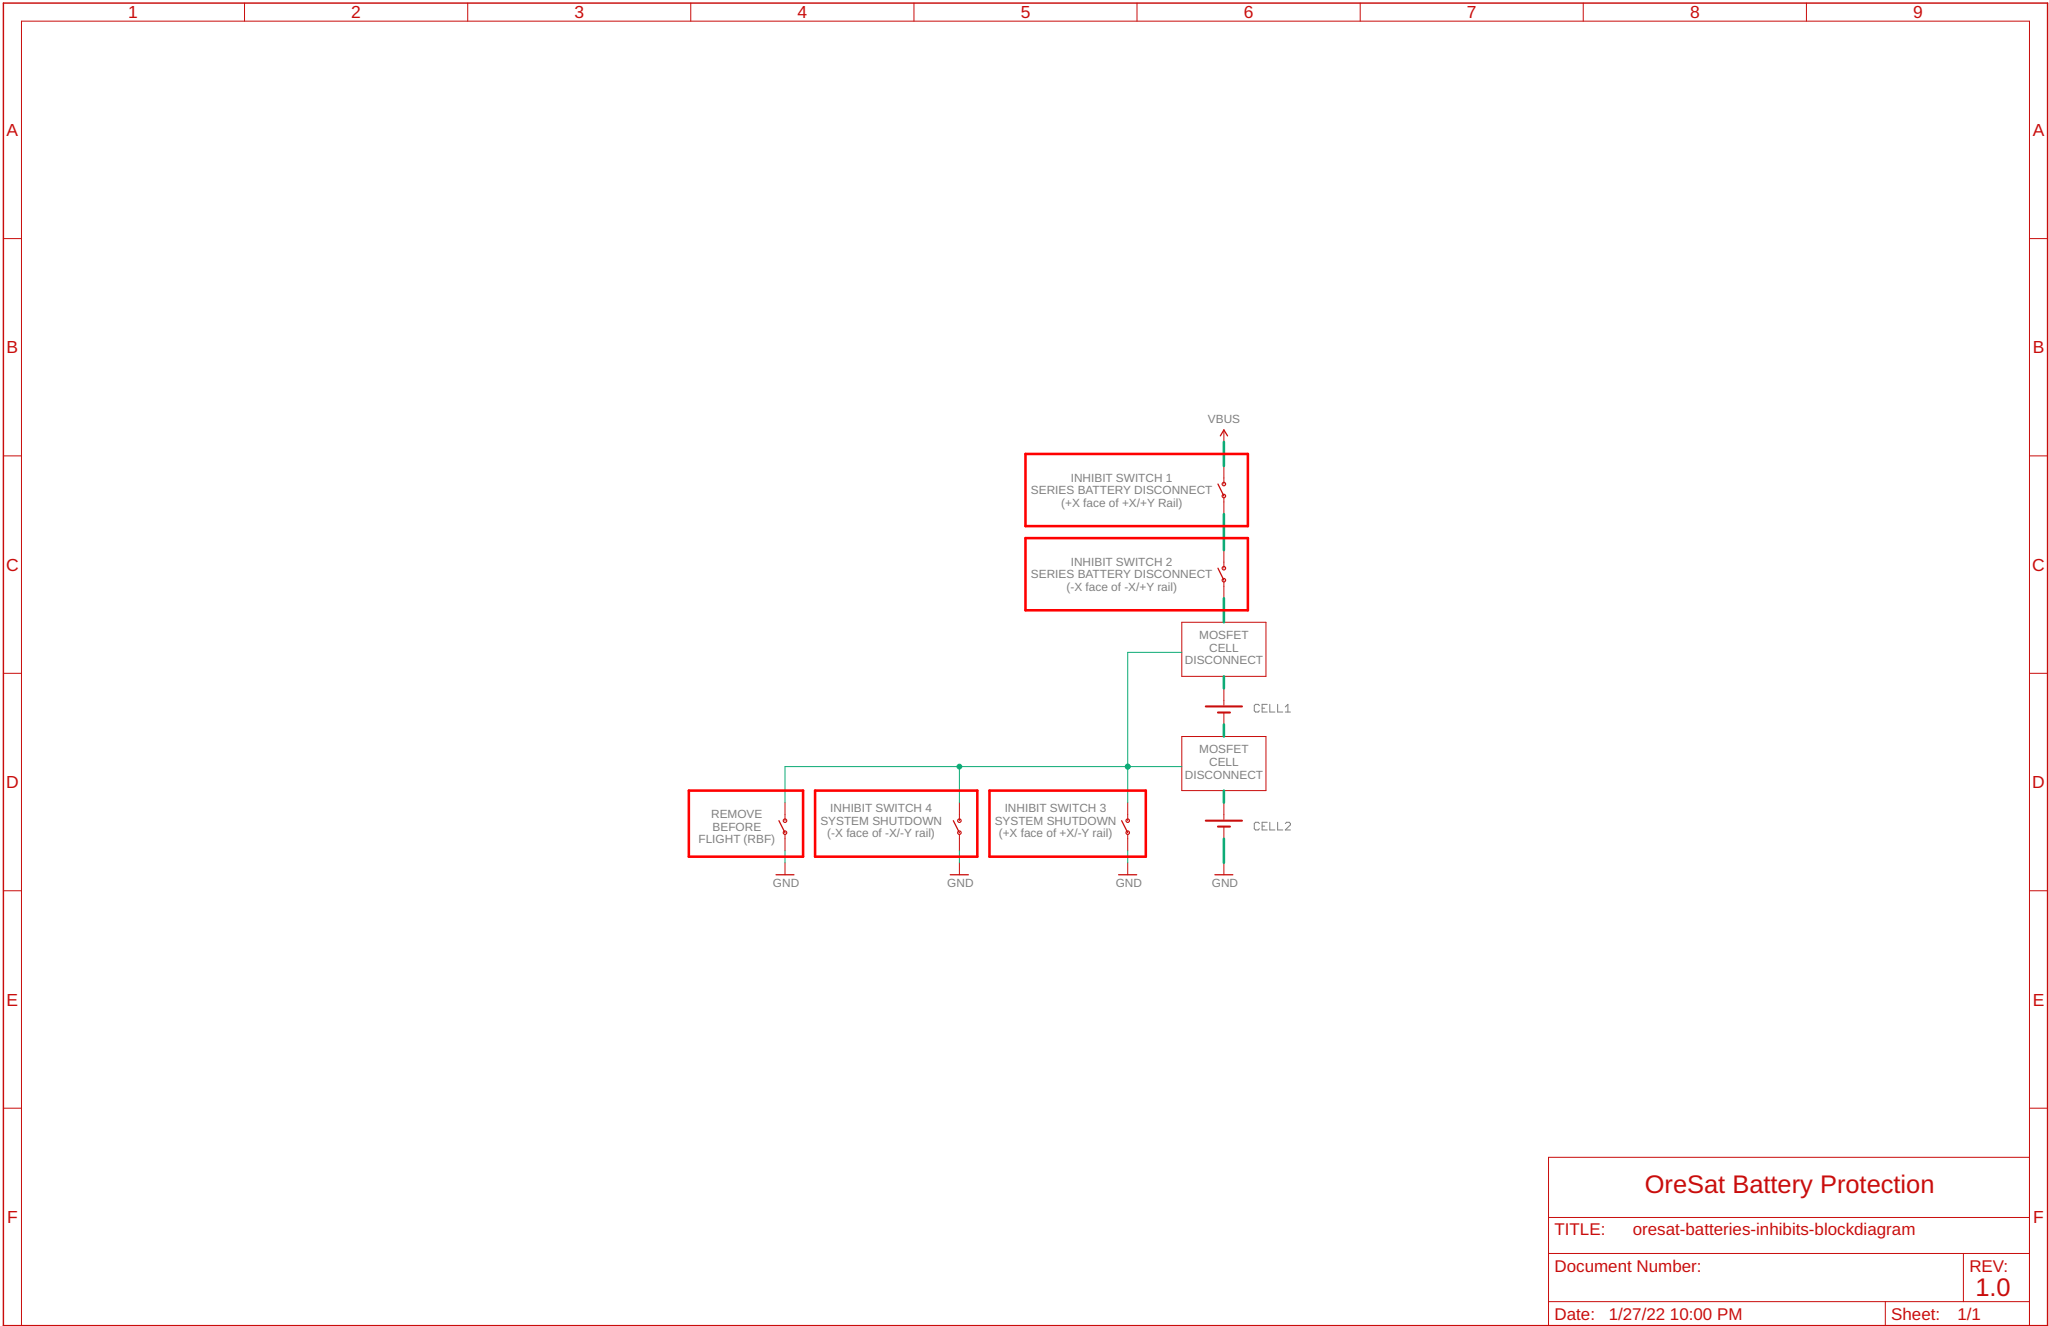 1 2 3 4 5 6 7 8 9
A A
B B
VBUS
INHIBIT SWITCH 1
SERIES BATTERY DISCONNECT
(+X face of +X/+Y Rail)
C C
INHIBIT SWITCH 2
SERIES BATTERY DISCONNECT
(-X face of -X/+Y rail)
MOSFET
CELL
DISCONNECT
CELL1
MOSFET
CELL
DISCONNECT
D D
REMOVE
BEFORE
FLIGHT (RBF)
INHIBIT SWITCH 4
SYSTEM SHUTDOWN
(-X face of -X/-Y rail)
INHIBIT SWITCH 3
SYSTEM SHUTDOWN
(+X face of +X/-Y rail)
CELL2
GND GND GND GND
E E
F F
OreSat Battery Protection
TITLE: oresat-batteries-inhibits-blockdiagram
Document Number:
REV:
1.0
Date: 1/27/22 10:00 PM
Sheet: 1/1